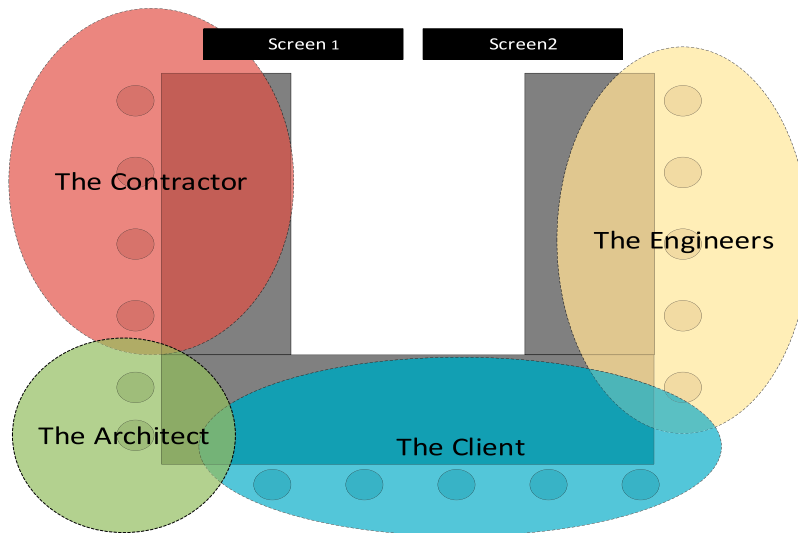 Screen 1
Screen2
The Contractor
The Engineers
The Architect
The Client